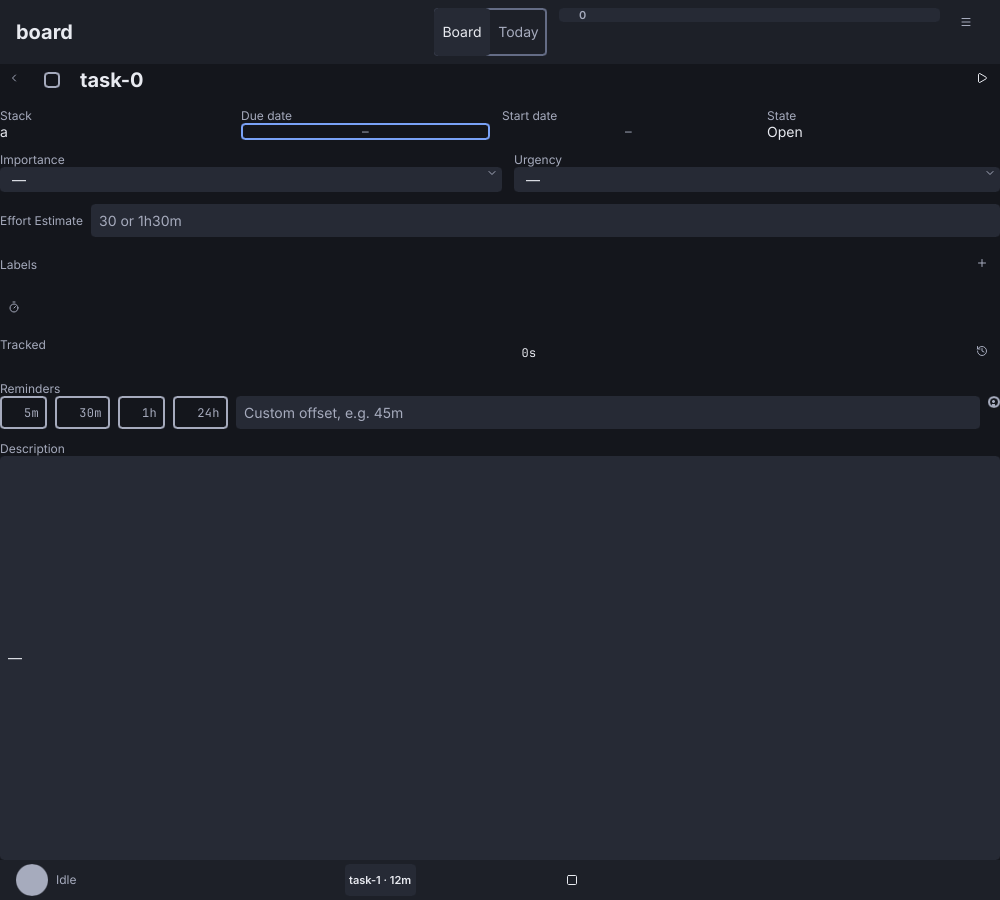 board
Board Today
0
task-0
Stack Due date Start date State
a – – Open
Importance Urgency
— —
Effort Estimate 30 or 1h30m
Labels
Tracked
0s
Reminders
5m 30m 1h 24h Custom offset, e.g. 45m
Description
—
Idle task-1 · 12m